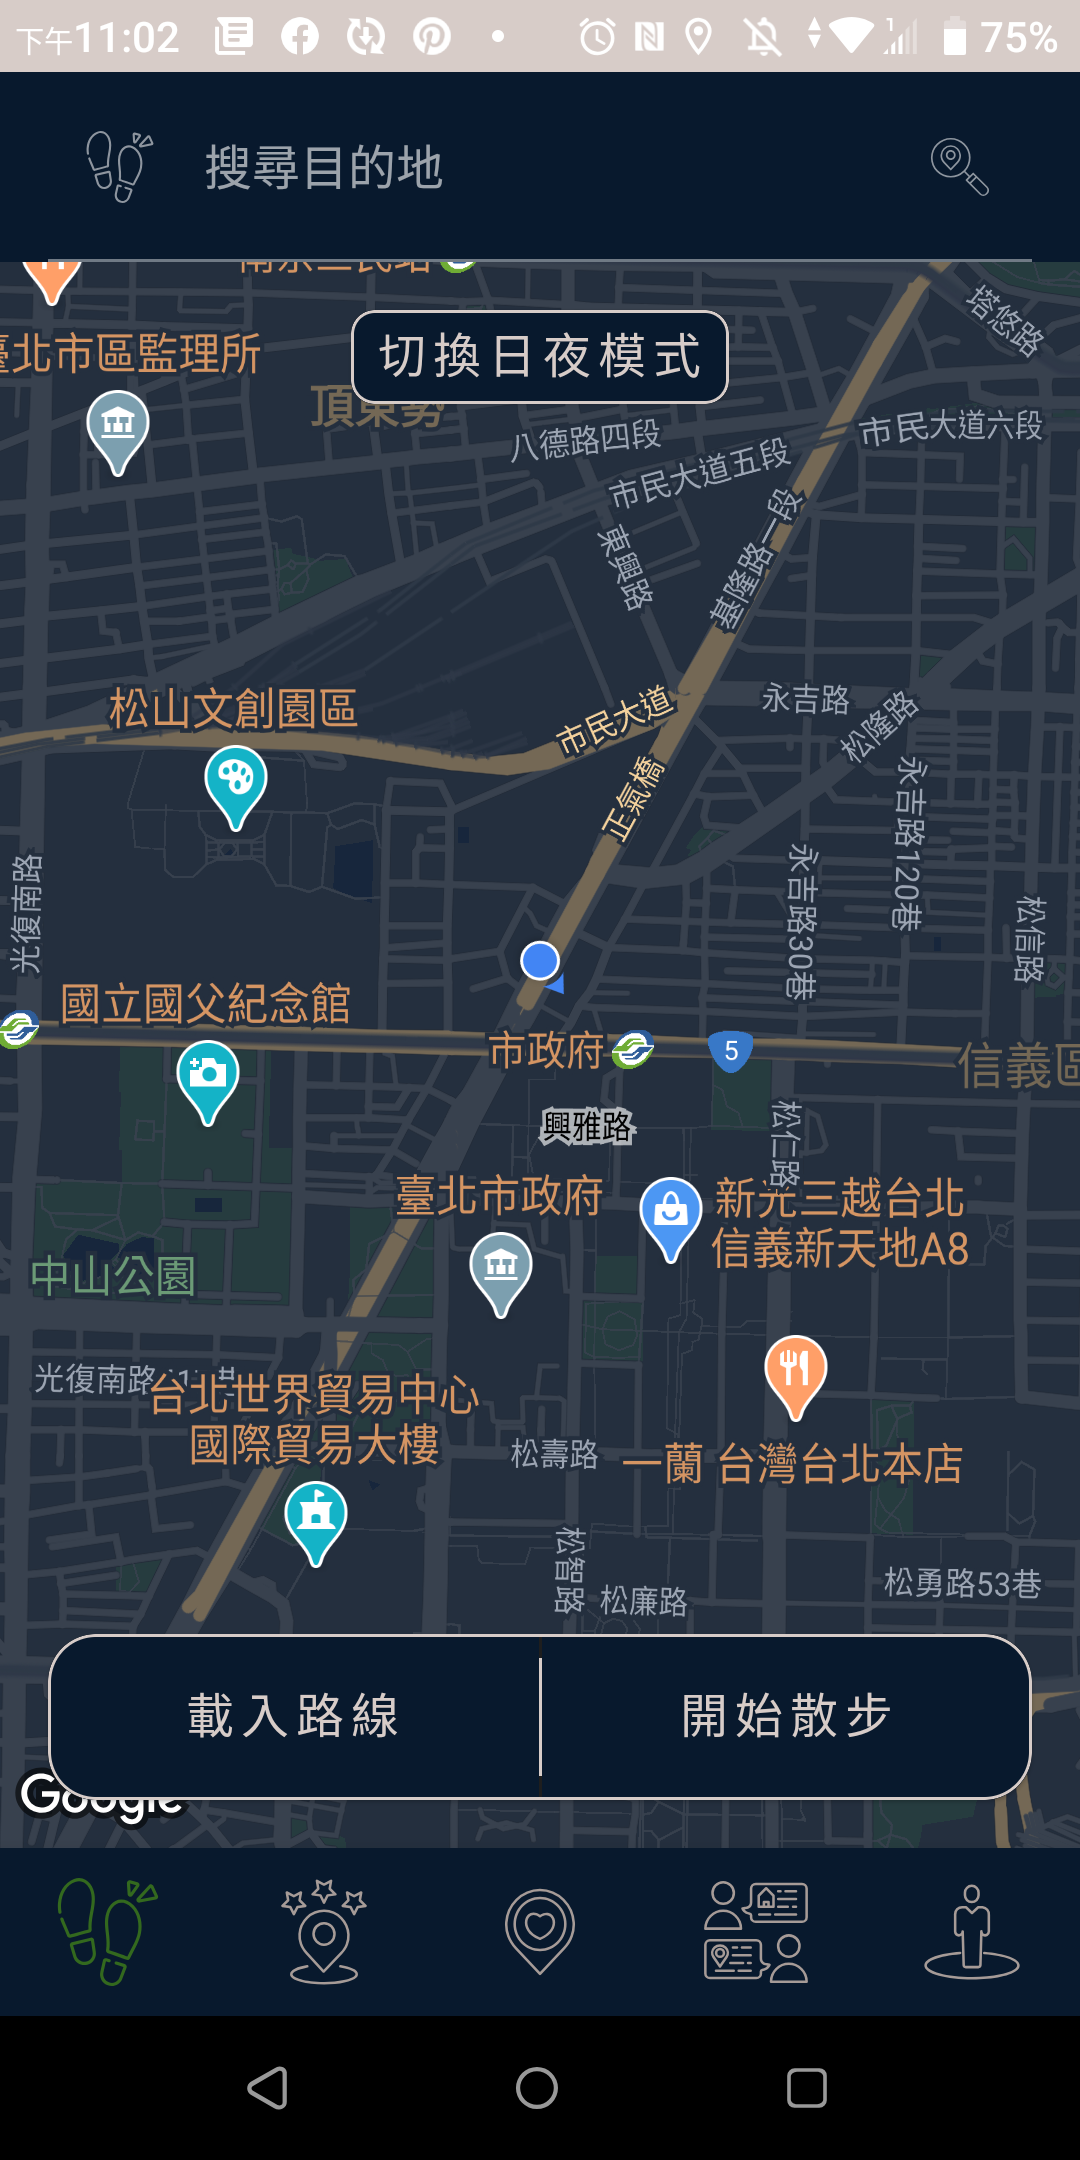 下午11:02
75%
搜尋目的地
南京三民站
臺北市區監理所
切換日夜模式
頂東勢
塔悠路
八德路四段
市民大道五段
市民大道六段
東興路
基隆路一段
松山文創園區
市民大道
永吉路
松隆路
正氣橋
永吉路120巷
永吉路30巷
光復南路
松信路
國立國父紀念館
市政府
5
信義區
興雅路
松仁路
臺北市政府
新光三越台北
信義新天地A8
中山公園
光復南路
台北世界貿易中心
國際貿易大樓
松壽路
一蘭 台灣台北本店
松智路
松廉路
松勇路53巷
載入路線
開始散步
Google